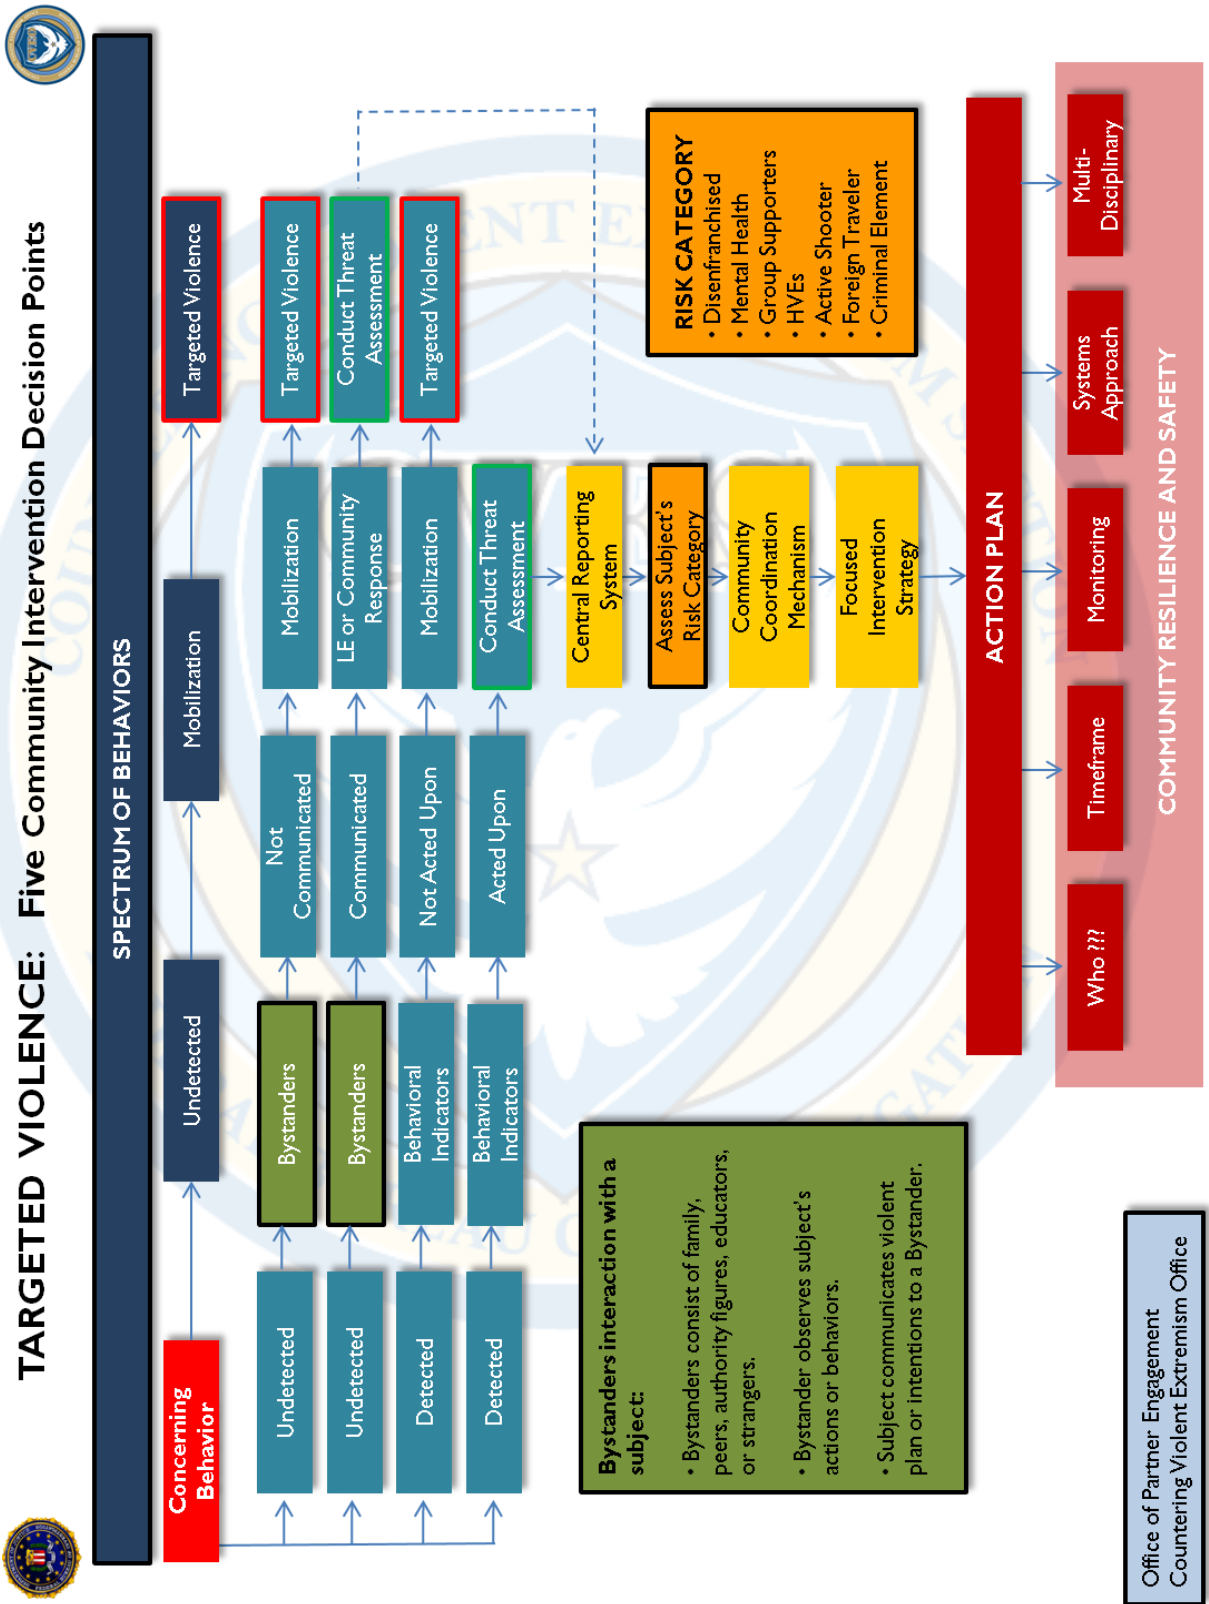 TARGETED VIOLENCE: Five Community Intervention Decision Points
SPECTRUM OF BEHAVIORS
Concerning
Behavior
Undetected
Mobilization
Targeted Violence
Undetected
Bystanders
Not
Communicated
Mobilization
Targeted Violence
Undetected
Bystanders
Communicated
LE or Community
Response
Conduct Threat
Assessment
Detected
Behavioral
Indicators
Not Acted Upon
Mobilization
Targeted Violence
Detected
Behavioral
Indicators
Acted Upon
Conduct Threat
Assessment
Central Reporting
System
Assess Subject's
Risk Category
Community
Coordination
Mechanism
Focused
Intervention
Strategy
Bystanders interaction with a
subject:
• Bystanders consist of family,
peers, authority figures, educators,
or strangers.
• Bystander observes subject's
actions or behaviors.
• Subject communicates violent
plan or intentions to a Bystander.
RISK CATEGORY
• Disenfranchised
• Mental Health
• Group Supporters
• HVEs
• Active Shooter
• Foreign Traveler
• Criminal Element
ACTION PLAN
Who ???
Timeframe
Monitoring
Systems
Approach
Multi-
Disciplinary
COMMUNITY RESILIENCE AND SAFETY
Office of Partner Engagement
Countering Violent Extremism Office